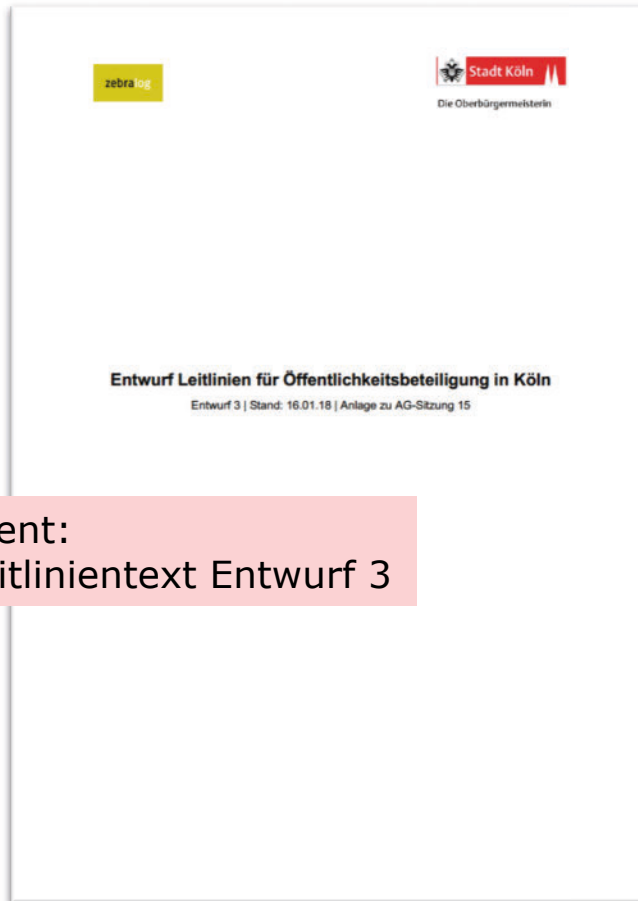 zebralog
Stadt Köln
Die Oberbürgermeisterin
Entwurf Leitlinien für Öffentlichkeitsbeteiligung in Köln
Entwurf 3 | Stand: 16.01.18 | Anlage zu AG-Sitzung 15
ent:
itlinientext Entwurf 3